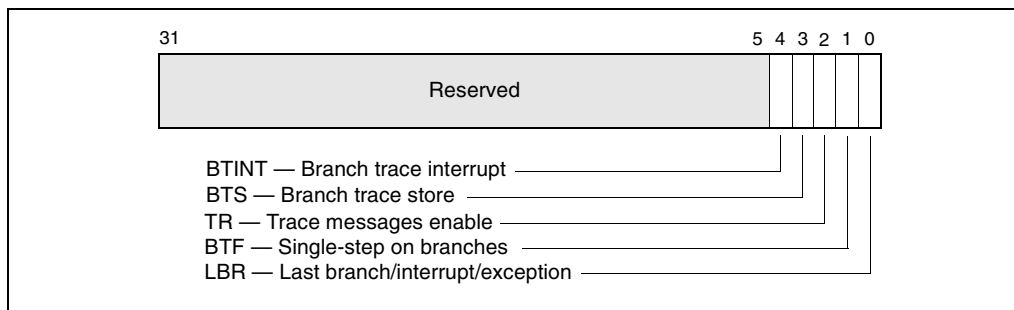 31 5 4 3 2 1 0
Reserved
BTINT — Branch trace interrupt
BTS — Branch trace store
TR — Trace messages enable
BTF — Single-step on branches
LBR — Last branch/interrupt/exception